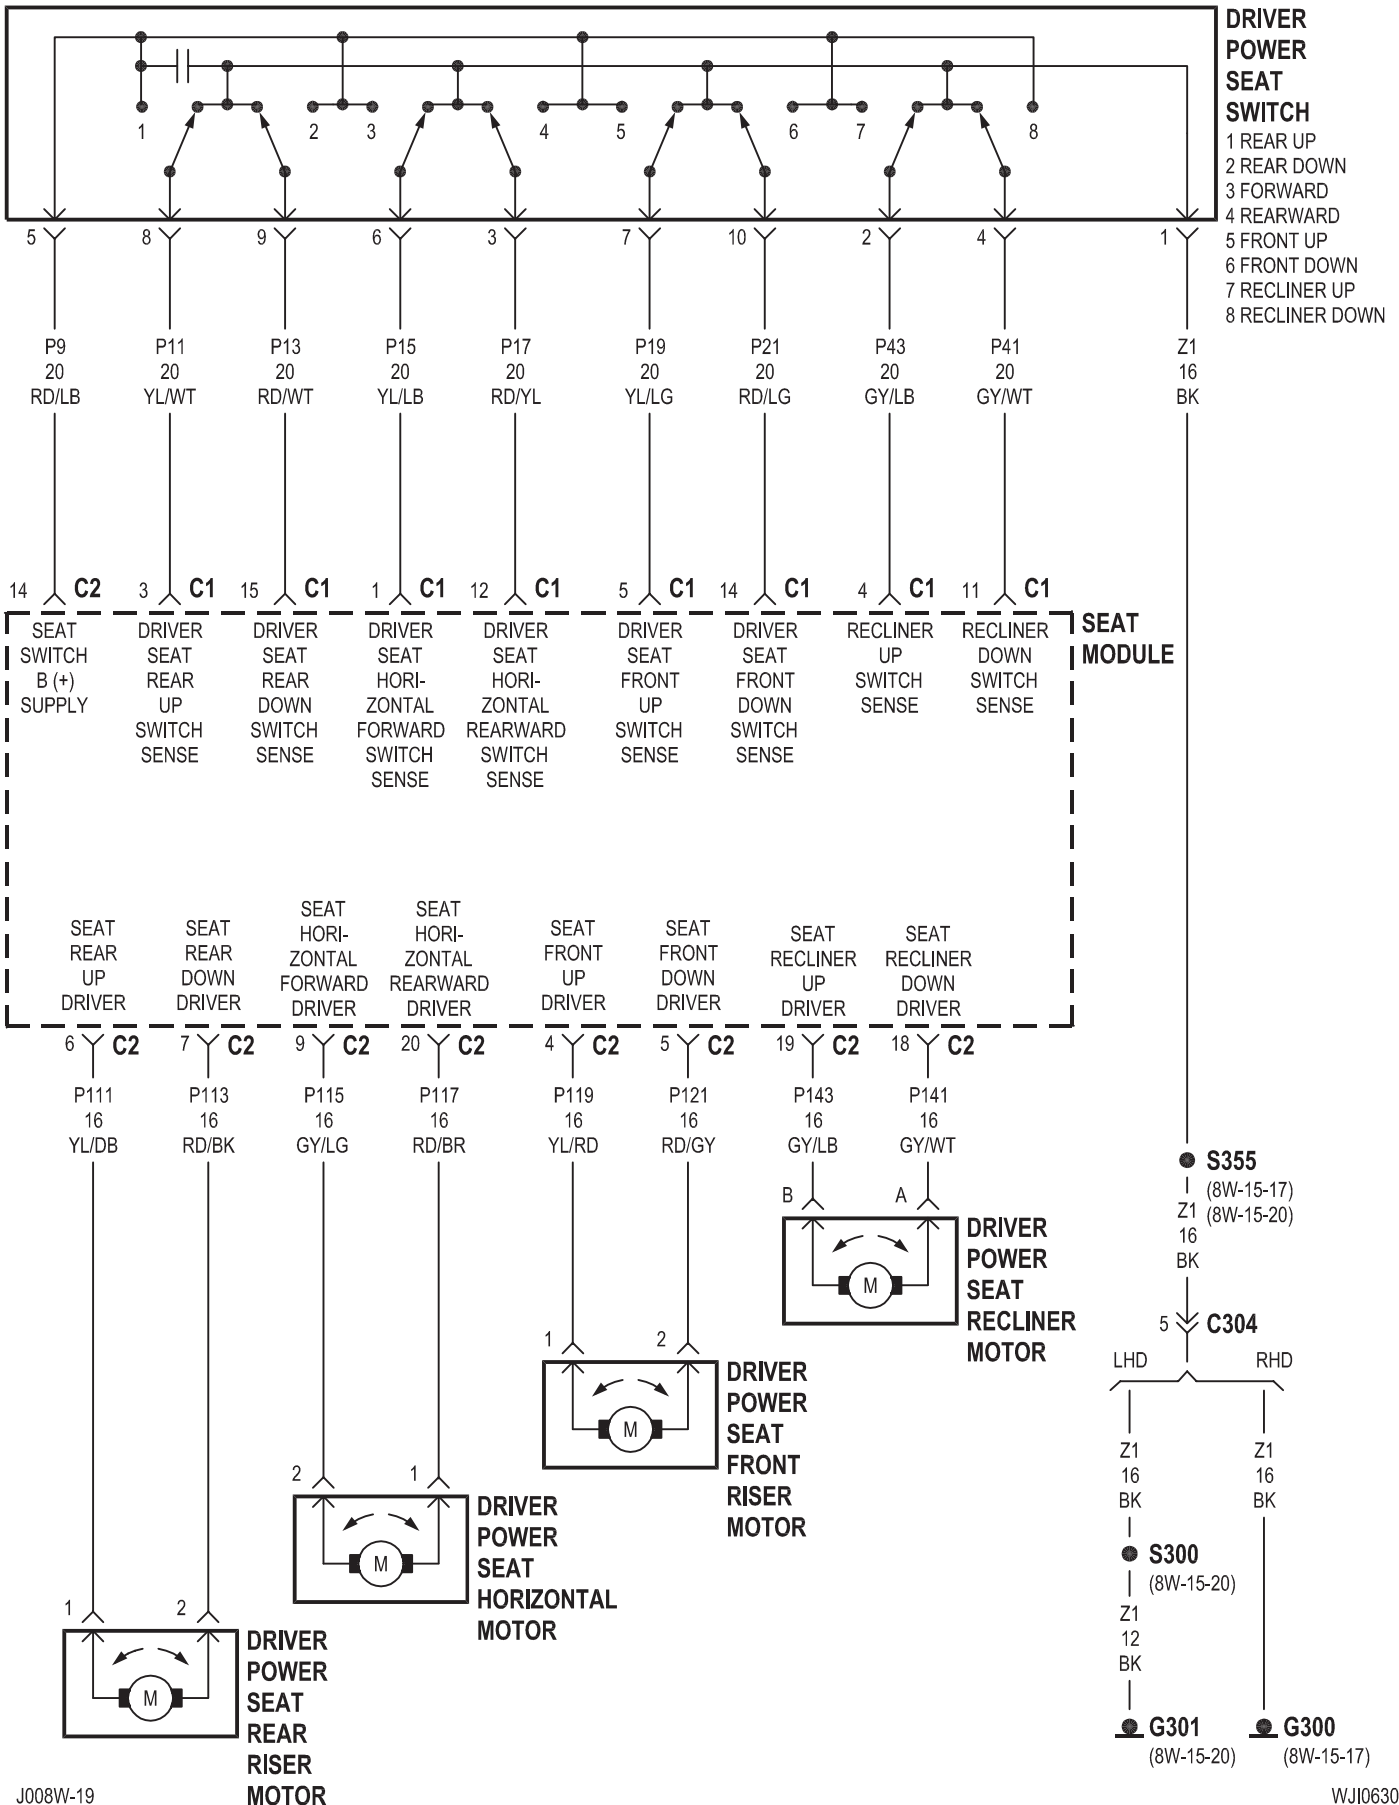 DRIVER
POWER
SEAT
SWITCH
1 REAR UP
2 REAR DOWN
3 FORWARD
4 REARWARD
5 FRONT UP
6 FRONT DOWN
7 RECLINER UP
8 RECLINER DOWN
1 2 3 4 5 6 7 8
5 8 9 6 3 7 10 2 4 1
P9 P11 P13 P15 P17 P19 P21 P43 P41 Z1
20 20 20 20 20 20 20 20 20 16
RD/LB YL/WT RD/WT YL/LB RD/YL YL/LG RD/LG GY/LB GY/WT BK
14 C2 3 C1 15 C1 1 C1 12 C1 5 C1 14 C1 4 C1 11 C1
SEAT
MODULE
SEAT
SWITCH
B (+)
SUPPLY
DRIVER
SEAT
REAR
UP
SWITCH
SENSE
DRIVER
SEAT
REAR
DOWN
SWITCH
SENSE
DRIVER
SEAT
HORI-
ZONTAL
FORWARD
SWITCH
SENSE
DRIVER
SEAT
HORI-
ZONTAL
REARWARD
SWITCH
SENSE
DRIVER
SEAT
FRONT
UP
SWITCH
SENSE
DRIVER
SEAT
FRONT
DOWN
SWITCH
SENSE
RECLINER
UP
SWITCH
SENSE
RECLINER
DOWN
SWITCH
SENSE
SEAT
REAR
UP
DRIVER
SEAT
REAR
DOWN
DRIVER
SEAT
HORI-
ZONTAL
FORWARD
DRIVER
SEAT
HORI-
ZONTAL
REARWARD
DRIVER
SEAT
FRONT
UP
DRIVER
SEAT
FRONT
DOWN
DRIVER
SEAT
RECLINER
UP
DRIVER
SEAT
RECLINER
DOWN
DRIVER
6 C2 7 C2 9 C2 20 C2 4 C2 5 C2 19 C2 18 C2
P111 P113 P115 P117 P119 P121 P143 P141
16 16 16 16 16 16 16 16
YL/DB RD/BK GY/LG RD/BR YL/RD RD/GY GY/LB GY/WT
B A
M
DRIVER
POWER
SEAT
RECLINER
MOTOR
1 2
M
DRIVER
POWER
SEAT
FRONT
RISER
MOTOR
2 1
M
DRIVER
POWER
SEAT
HORIZONTAL
MOTOR
1 2
M
DRIVER
POWER
SEAT
REAR
RISER
MOTOR
S355
(8W-15-17)
(8W-15-20)
Z1
16
BK
5 C304
LHD RHD
Z1 Z1
16 16
BK BK
S300
(8W-15-20)
Z1
12
BK
G301
(8W-15-20)
G300
(8W-15-17)
J008W-19
WJI0630